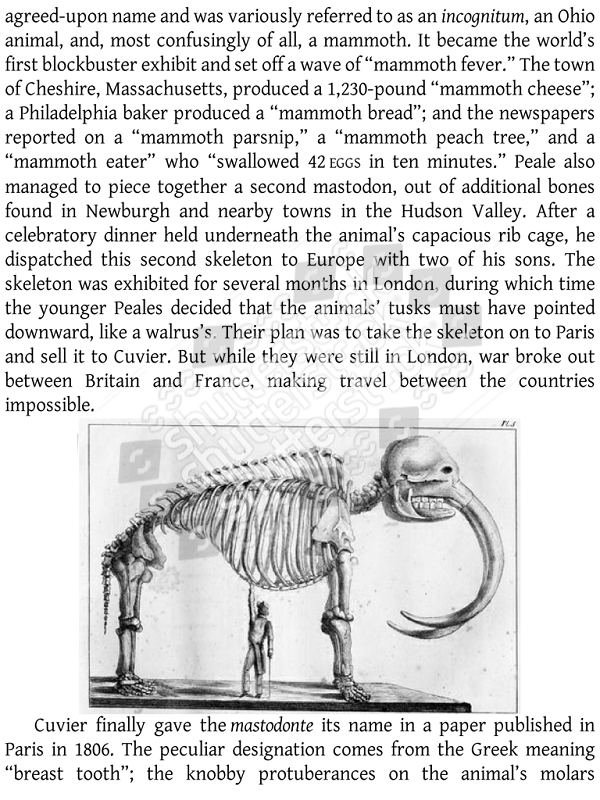 agreed-upon name and was variously referred to as an incognitum, an Ohio
animal, and, most confusingly of all, a mammoth. It became the world’s
first blockbuster exhibit and set off a wave of “mammoth fever.” The town
of Cheshire, Massachusetts, produced a 1,230-pound “mammoth cheese”;
a Philadelphia baker produced a “mammoth bread”; and the newspapers
reported on a “mammoth parsnip,” a “mammoth peach tree,” and a
“mammoth eater” who “swallowed 42 EGGS in ten minutes.” Peale also
managed to piece together a second mastodon, out of additional bones
found in Newburgh and nearby towns in the Hudson Valley. After a
celebratory dinner held underneath the animal’s capacious rib cage, he
dispatched this second skeleton to Europe with two of his sons. The
skeleton was exhibited for several months in London, during which time
the younger Peales decided that the animals’ tusks must have pointed
downward, like a walrus’s. Their plan was to take the skeleton on to Paris
and sell it to Cuvier. But while they were still in London, war broke out
between Britain and France, making travel between the countries
impossible.
shutterstock
shutterstock
Cuvier finally gave the mastodonte its name in a paper published in
Paris in 1806. The peculiar designation comes from the Greek meaning
“breast tooth”; the knobby protuberances on the animal’s molars